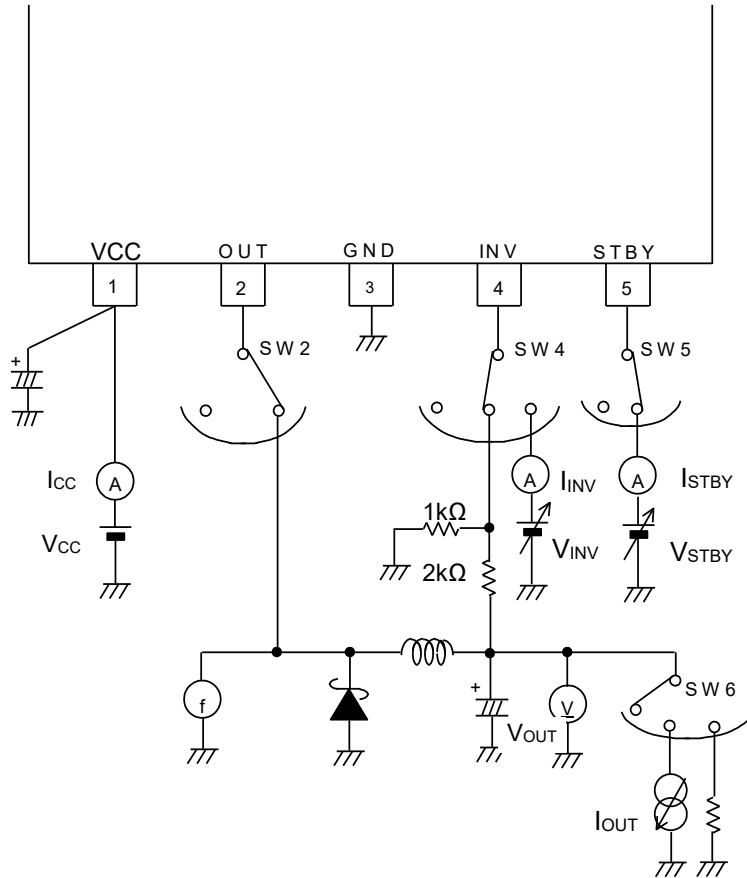 VCC OUT GND INV STBY
1 2 3 4 5
SW2 SW4 SW5
+
ICC A
A IINV
A ISTBY
VCC
1kΩ
VINV
VSTBY
2kΩ
SW6
f
+
VOUT
V
IOUT